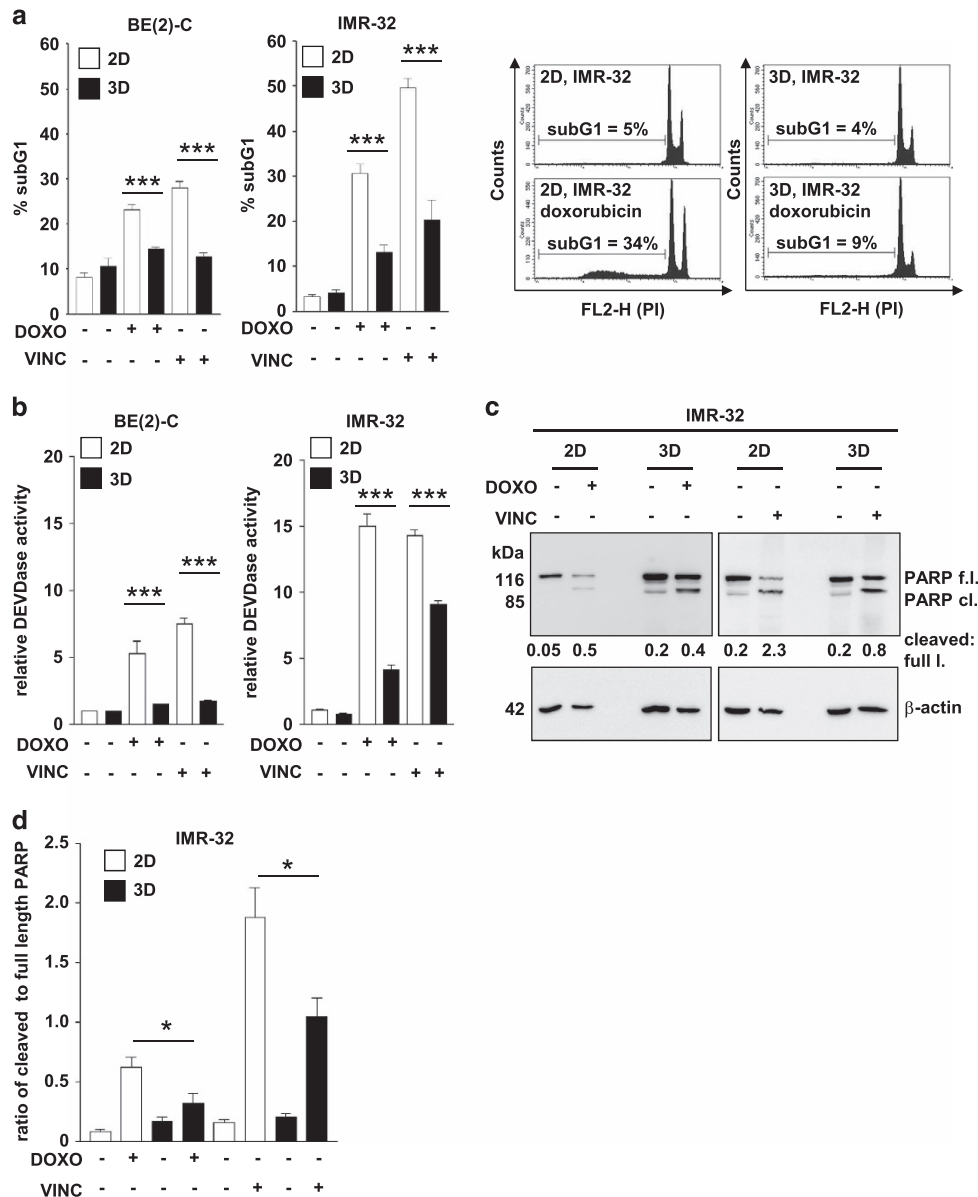 a
BE(2)-C
2D
3D
% subG1
60
50
40
30
20
10
0
***
***
DOXO - - + + - -
VINC - - - - + +
IMR-32
2D
3D
% subG1
60
50
40
30
20
10
0
***
***
DOXO - - + + - -
VINC - - - - + +
Counts
2D, IMR-32
subG1 = 5%
3D, IMR-32
subG1 = 4%
2D, IMR-32
doxorubicin
subG1 = 34%
3D, IMR-32
doxorubicin
subG1 = 9%
Counts
FL2-H (PI)
FL2-H (PI)
b
BE(2)-C
2D
3D
relative DEVDase activity
20
15
10
5
0
***
***
DOXO - - + + - -
VINC - - - - + +
IMR-32
2D
3D
relative DEVDase activity
20
15
10
5
0
***
***
DOXO - - + + - -
VINC - - - - + +
c
IMR-32
2D 3D 2D 3D
DOXO - + - + - - - -
VINC - - - - - + - +
kDa
116
85
PARP f.l.
PARP cl.
0.05 0.5 0.2 0.4 0.2 2.3 0.2 0.8
cleaved:
full l.
42
β-actin
d
IMR-32
2D
3D
ratio of cleaved to full length PARP
2.5
2.0
1.5
1.0
0.5
0
*
*
DOXO - + - + - - - -
VINC - - - - - + - +